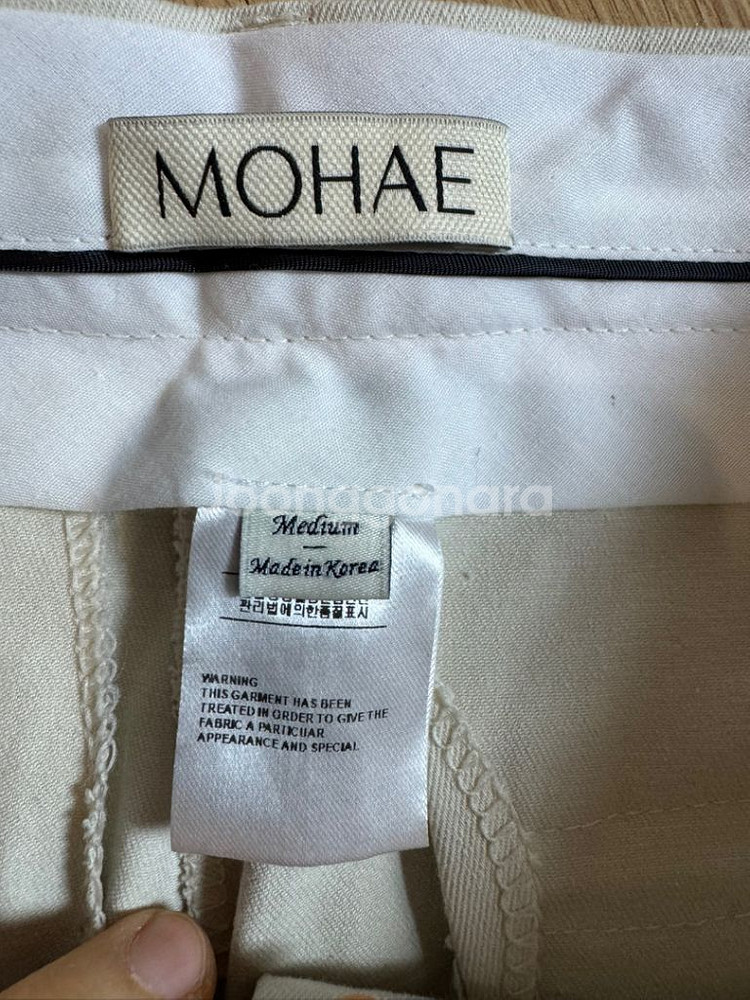 MOHAE
Medium
Made in Korea
관리법에의한품질표시
WARNING
THIS GARMENT HAS BEEN
TREATED IN ORDER TO GIVE THE
FABRIC A PARTICUIAR
APPEARANCE AND SPECIAL